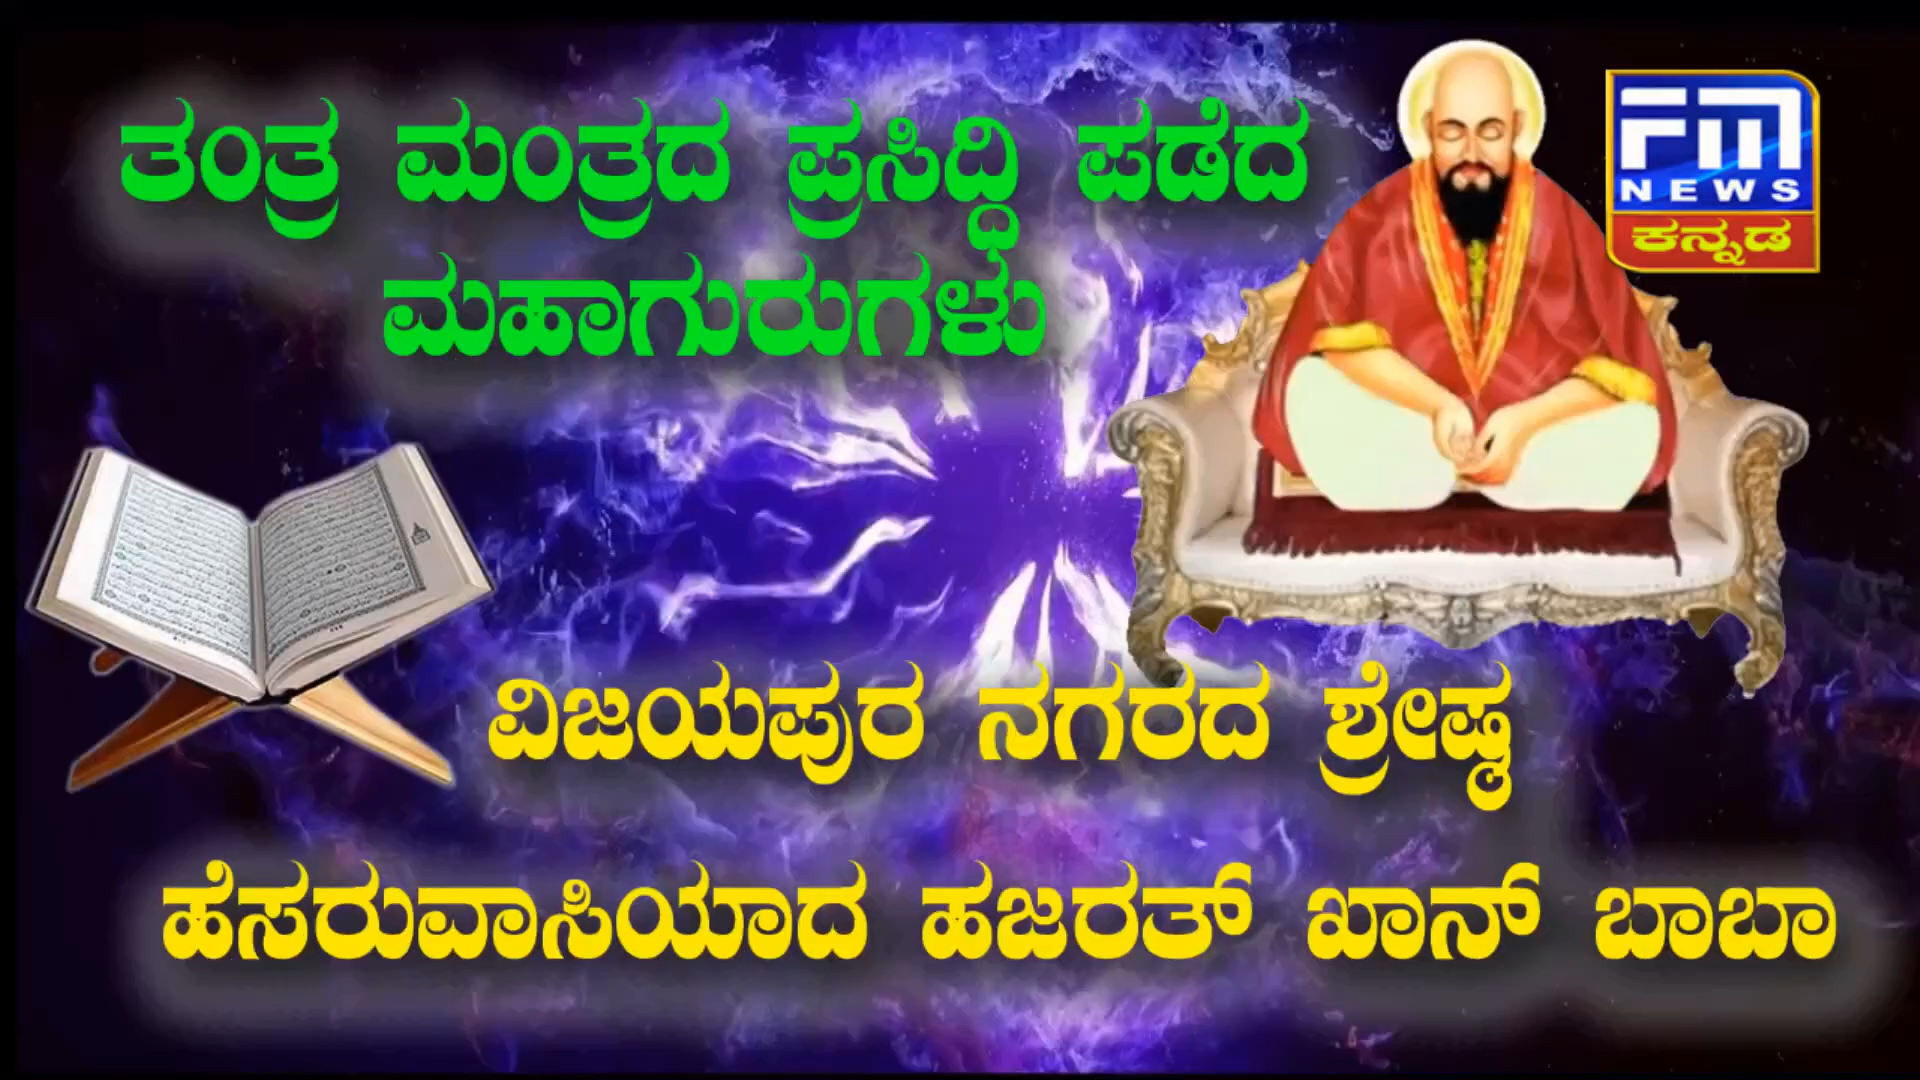 ತಂತ್ರ ಮಂತ್ರದ ಪ್ರಸಿದ್ಧಿ ಪಡೆದ
ಮಹಾಗುರುಗಳು
FM
NEWS
ಕನ್ನಡ
ವಿಜಯಪುರ ನಗರದ ಶ್ರೇಷ್ಠ
ಹೆಸರುವಾಸಿಯಾದ ಹಜರತ್ ಖಾನ್ ಬಾಬಾ